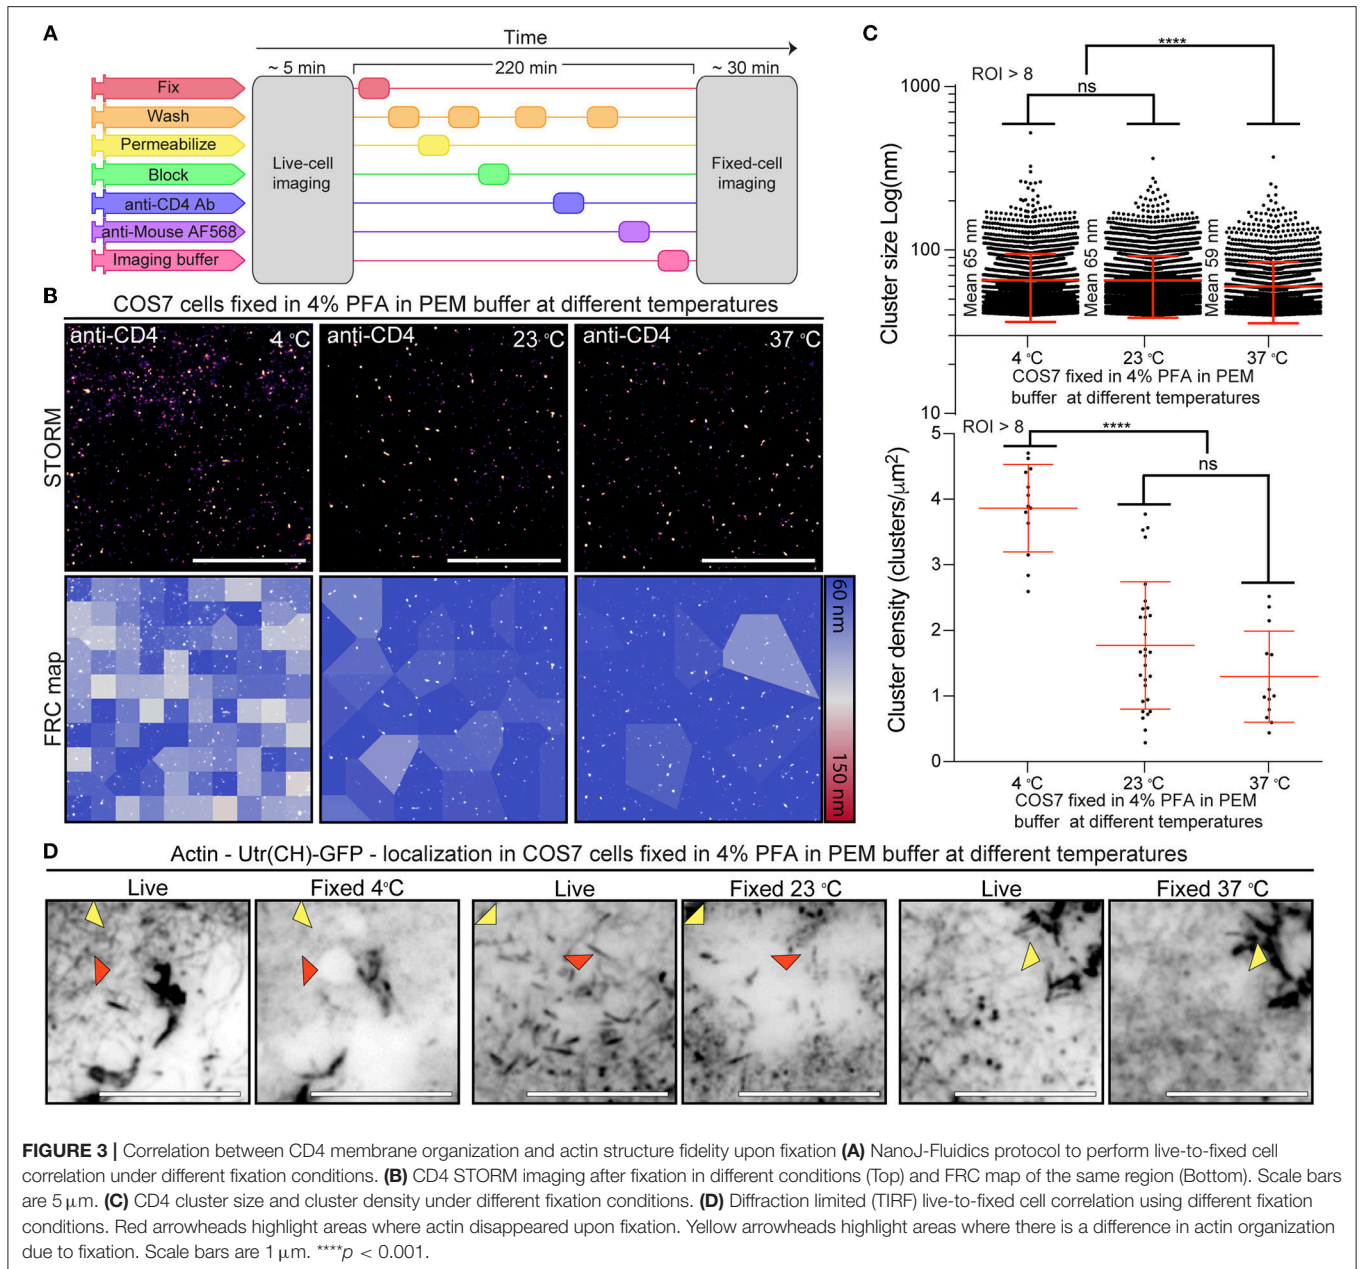 A
Time
~ 5 min
220 min
~ 30 min
Fix
Wash
Permeabilize
Block
anti-CD4 Ab
anti-Mouse AF568
Imaging buffer
Live-cell
imaging
Fixed-cell
imaging
B
COS7 cells fixed in 4% PFA in PEM buffer at different temperatures
STORM
anti-CD4 4 °C
anti-CD4 23 °C
anti-CD4 37 °C
FRC map
60 nm
150 nm
C
****
ROI > 8
ns
1000
100
10
Cluster size Log(nm)
Mean 65 nm
Mean 65 nm
Mean 59 nm
4 °C 23 °C 37 °C
COS7 fixed in 4% PFA in PEM
buffer at different temperatures
ROI > 8
****
ns
5
4
3
2
1
0
Cluster density (clusters/μm²)
4 °C 23 °C 37 °C
COS7 fixed in 4% PFA in PEM
buffer at different temperatures
D
Actin - Utr(CH)-GFP - localization in COS7 cells fixed in 4% PFA in PEM buffer at different temperatures
Live Fixed 4°C Live Fixed 23 °C Live Fixed 37 °C
FIGURE 3 | Correlation between CD4 membrane organization and actin structure fidelity upon fixation (A) NanoJ-Fluidics protocol to perform live-to-fixed cell
correlation under different fixation conditions. (B) CD4 STORM imaging after fixation in different conditions (Top) and FRC map of the same region (Bottom). Scale bars
are 5 μm. (C) CD4 cluster size and cluster density under different fixation conditions. (D) Diffraction limited (TIRF) live-to-fixed cell correlation using different fixation
conditions. Red arrowheads highlight areas where actin disappeared upon fixation. Yellow arrowheads highlight areas where there is a difference in actin organization
due to fixation. Scale bars are 1 μm. ****p < 0.001.